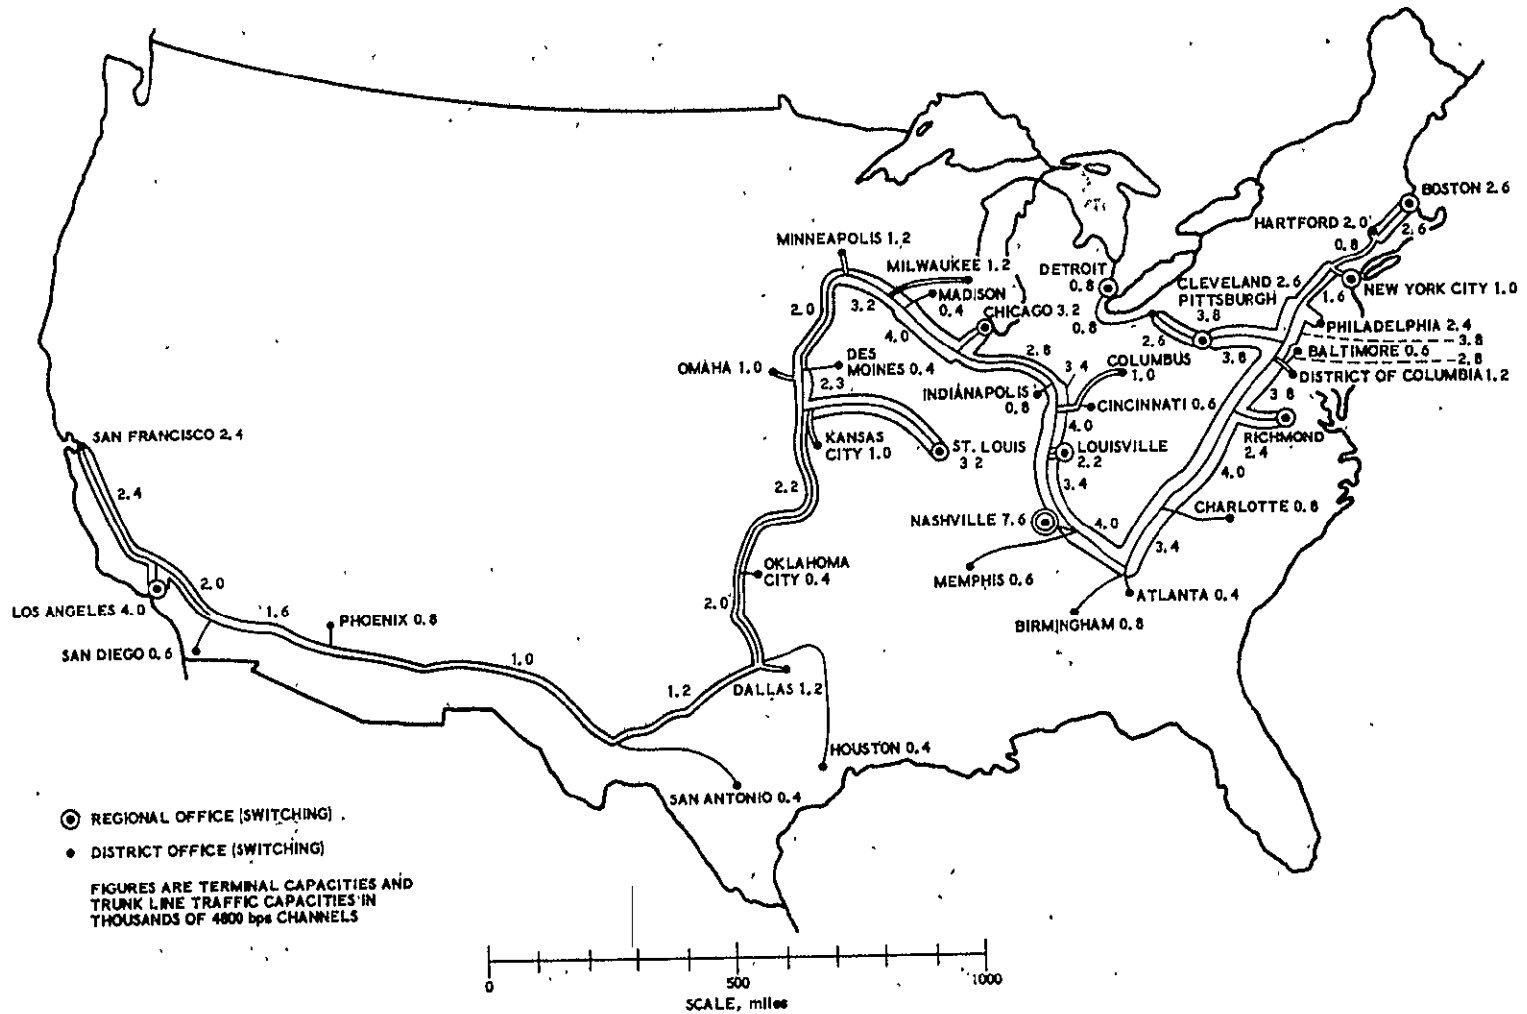 BOSTON 2.6
HARTFORD 2.0
2.6
0.8
MINNEAPOLIS 1.2
MILWAUKEE 1.2
DETROIT
0.8
CLEVELAND 2.6
PITTSBURGH
3.8
1.6
NEW YORK CITY 1.0
MADISON
0.4
2.0
3.2
CHICAGO 3.2
4.0
0.8
2.6
3.8
PHILADELPHIA 2.4
3.8
BALTIMORE 0.6
2.8
DISTRICT OF COLUMBIA 1.2
3.8
OMAHA 1.0
DES
MOINES 0.4
2.3
2.8
3.4
COLUMBUS
1.0
INDIANAPOLIS
0.8
CINCINNATI 0.6
4.0
SAN FRANCISCO 2.4
KANSAS
CITY 1.0
ST. LOUIS
3.2
LOUISVILLE
2.2
RICHMOND
2.4
4.0
2.4
2.2
3.4
NASHVILLE 7.6
4.0
CHARLOTTE 0.8
3.4
OKLAHOMA
CITY 0.4
MEMPHIS 0.6
ATLANTA 0.4
BIRMINGHAM 0.8
2.0
LOS ANGELES 4.0
2.0
1.6
PHOENIX 0.8
SAN DIEGO 0.6
1.0
1.2
DALLAS 1.2
HOUSTON 0.4
SAN ANTONIO 0.4
REGIONAL OFFICE (SWITCHING)
DISTRICT OFFICE (SWITCHING)
FIGURES ARE TERMINAL CAPACITIES AND
TRUNK LINE TRAFFIC CAPACITIES IN
THOUSANDS OF 4800 bps CHANNELS
0 500 1000
SCALE, miles